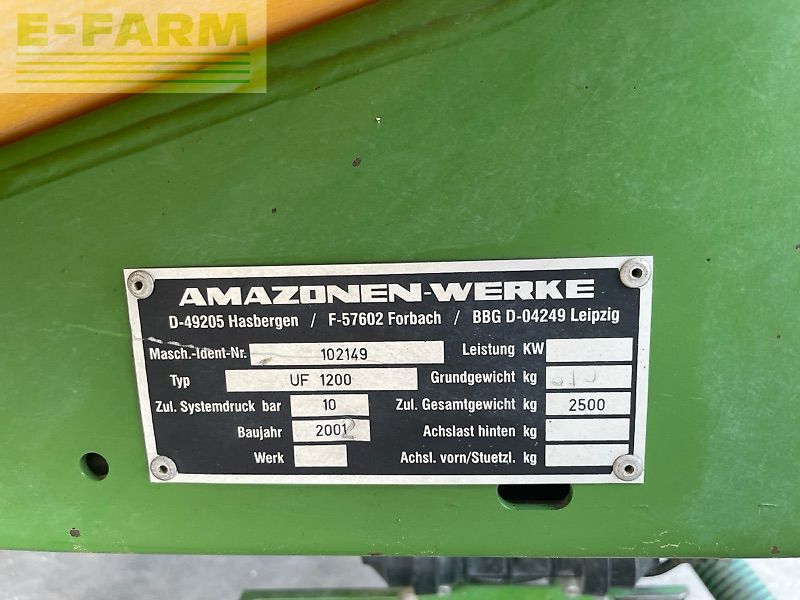 E-FARM
AMAZONEN-WERKE
D-49205 Hasbergen / F-57602 Forbach / BBG D-04249 Leipzig
Masch.-Ident-Nr. 102149 Leistung KW
Typ UF 1200 Grundgewicht kg
Zul. Systemdruck bar 10 Zul. Gesamtgewicht kg 2500
Baujahr 2001 Achslast hinten kg
Werk Achsl. vorn/Stuetzl. kg